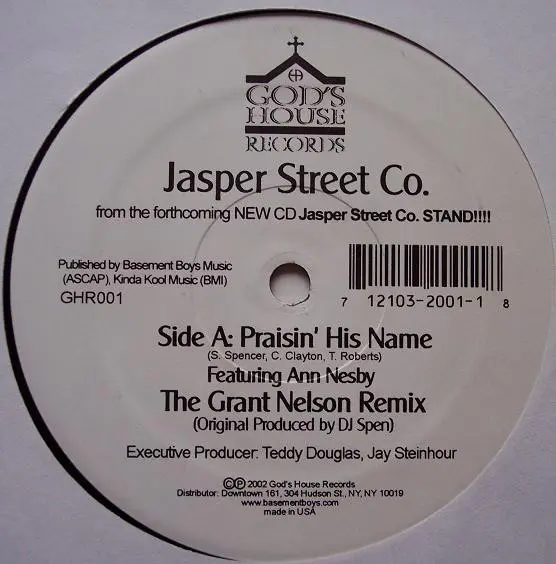 GOD'S
HOUSE
RECORDS
Jasper Street Co.
from the forthcoming NEW CD Jasper Street Co. STAND!!!!
Published by Basement Boys Music
(ASCAP), Kinda Kool Music (BMI)
GHR001
7 12103-2001-1 8
Side A: Praisin' His Name
(S. Spencer, C. Clayton, T. Roberts)
Featuring Ann Nesby
The Grant Nelson Remix
(Original Produced by DJ Spen)
Executive Producer: Teddy Douglas, Jay Steinhour
©℗ 2002 God's House Records
Distributor: Downtown 161, 304 Hudson St., NY, NY 10019
www.basementboys.com
made in USA